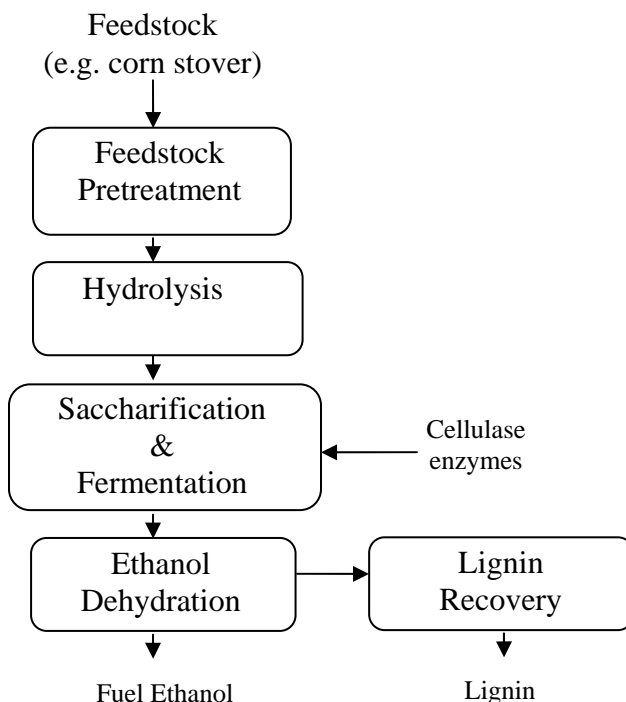 Feedstock
(e.g. corn stover)
Feedstock
Pretreatment
Hydrolysis
Saccharification
&
Fermentation
Cellulase
enzymes
Ethanol
Dehydration
Lignin
Recovery
Fuel Ethanol
Lignin